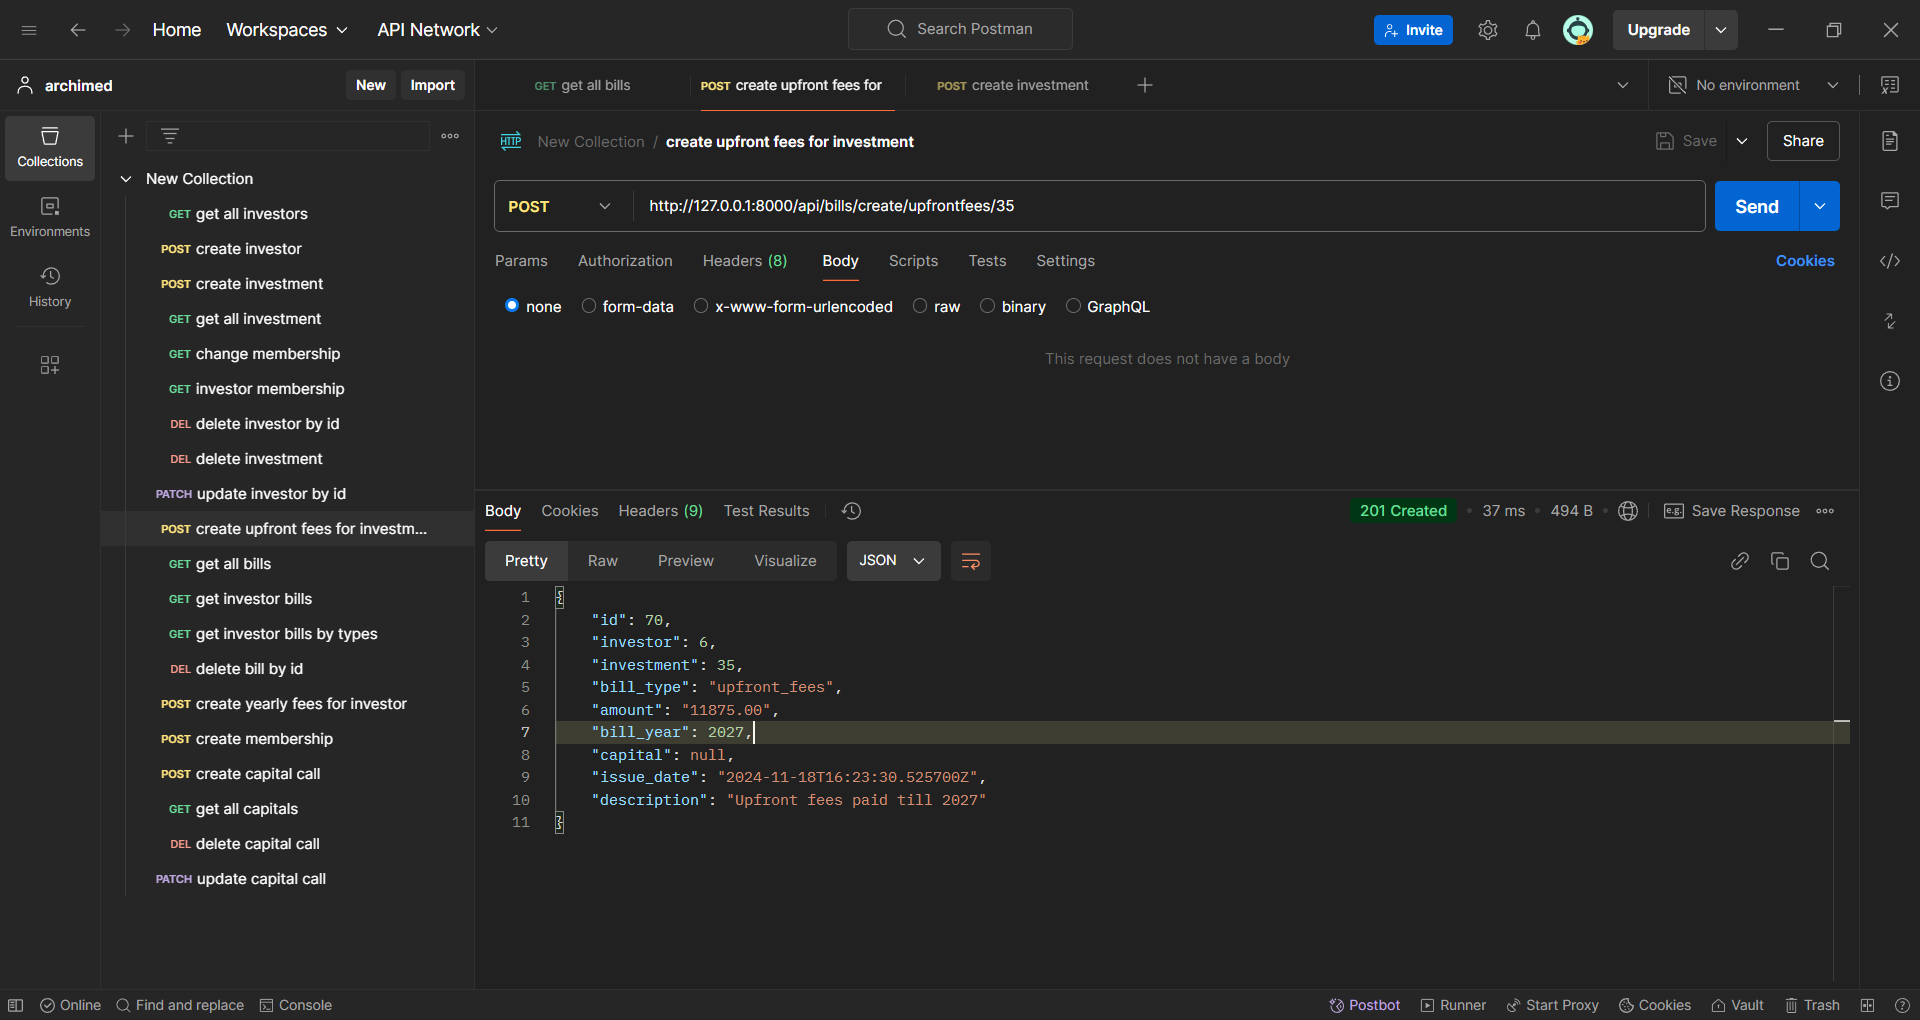 Home Workspaces API Network Search Postman Invite Upgrade
archimed New Import
GET get all bills POST create upfront fees for POST create investment No environment
Collections
Environments
History
New Collection
GET get all investors
POST create investor
POST create investment
GET get all investment
GET change membership
GET investor membership
DEL delete investor by id
DEL delete investment
PATCH update investor by id
POST create upfront fees for investm...
GET get all bills
GET get investor bills
GET get investor bills by types
DEL delete bill by id
POST create yearly fees for investor
POST create membership
POST create capital call
GET get all capitals
DEL delete capital call
PATCH update capital call
HTTP New Collection / create upfront fees for investment Save Share
POST http://127.0.0.1:8000/api/bills/create/upfrontfees/35 Send
Params Authorization Headers (8) Body Scripts Tests Settings Cookies
none form-data x-www-form-urlencoded raw binary GraphQL
This request does not have a body
Body Cookies Headers (9) Test Results 201 Created 37 ms 494 B e.g. Save Response
Pretty Raw Preview Visualize JSON
1 {
2 "id": 70,
3 "investor": 6,
4 "investment": 35,
5 "bill_type": "upfront_fees",
6 "amount": "11875.00",
7 "bill_year": 2027,
8 "capital": null,
9 "issue_date": "2024-11-18T16:23:30.525700Z",
10 "description": "Upfront fees paid till 2027"
11 }
Online Find and replace Console Postbot Runner Start Proxy Cookies Vault Trash